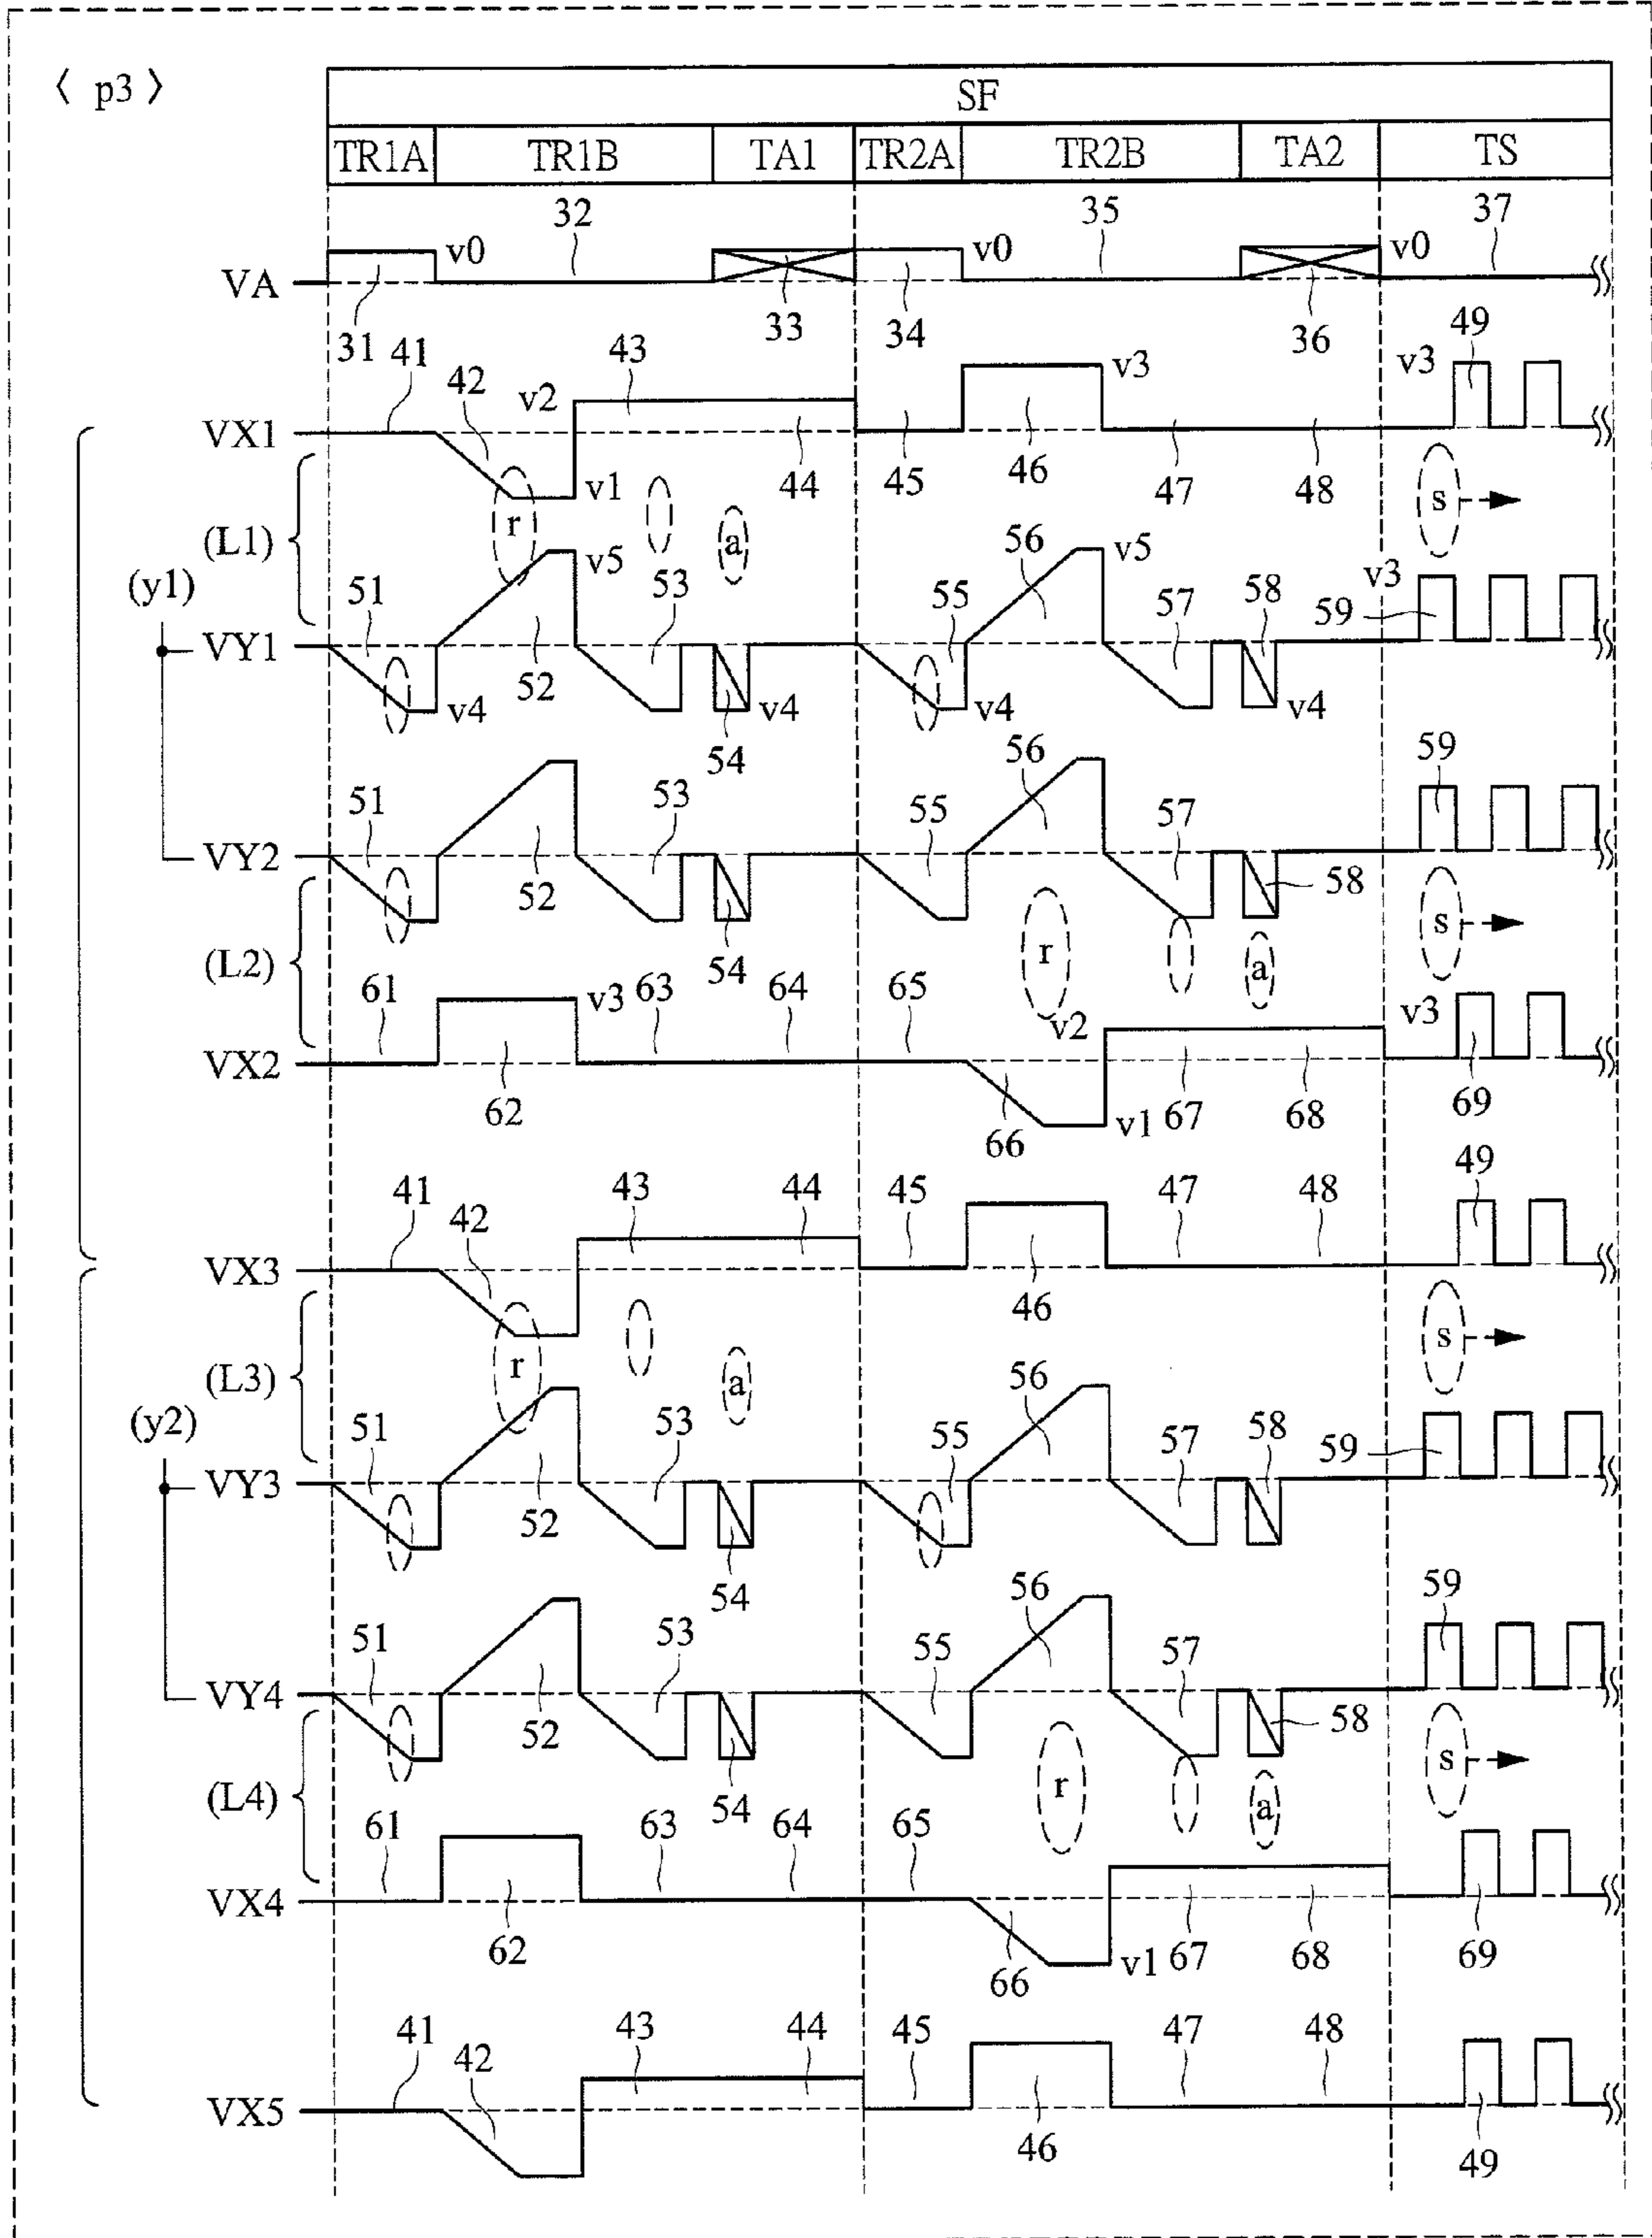 〈 p3 〉
SF
TR1A TR1B TA1 TR2A TR2B TA2 TS
32 35 37
v0 v0 v0
VA
31 33 34 36
41 42 43 v2 v3 v3 49
VX1
v1 44 45 46 47 48
(L1) r a s
(y1)
51 v5 53 55 56 v5 57 58 v3 59
VY1
52 v4 54 v4 v4 v4
51 53 56 57 59
VY2
52 54 55 58
(L2) r a s
61 v3 63 64 65 v2 v3
VX2
62 66 v1 67 68 69
41 42 43 44 45 47 48 49
VX3
46
(L3) r a s
(y2)
51 53 55 56 57 58 59
VY3
52 54
51 53 55 56 57 59
VY4
52 54 58
(L4) r a s
61 63 64 65
VX4
62 66 v1 67 68 69
41 42 43 44 45 47 48
VX5
46 49